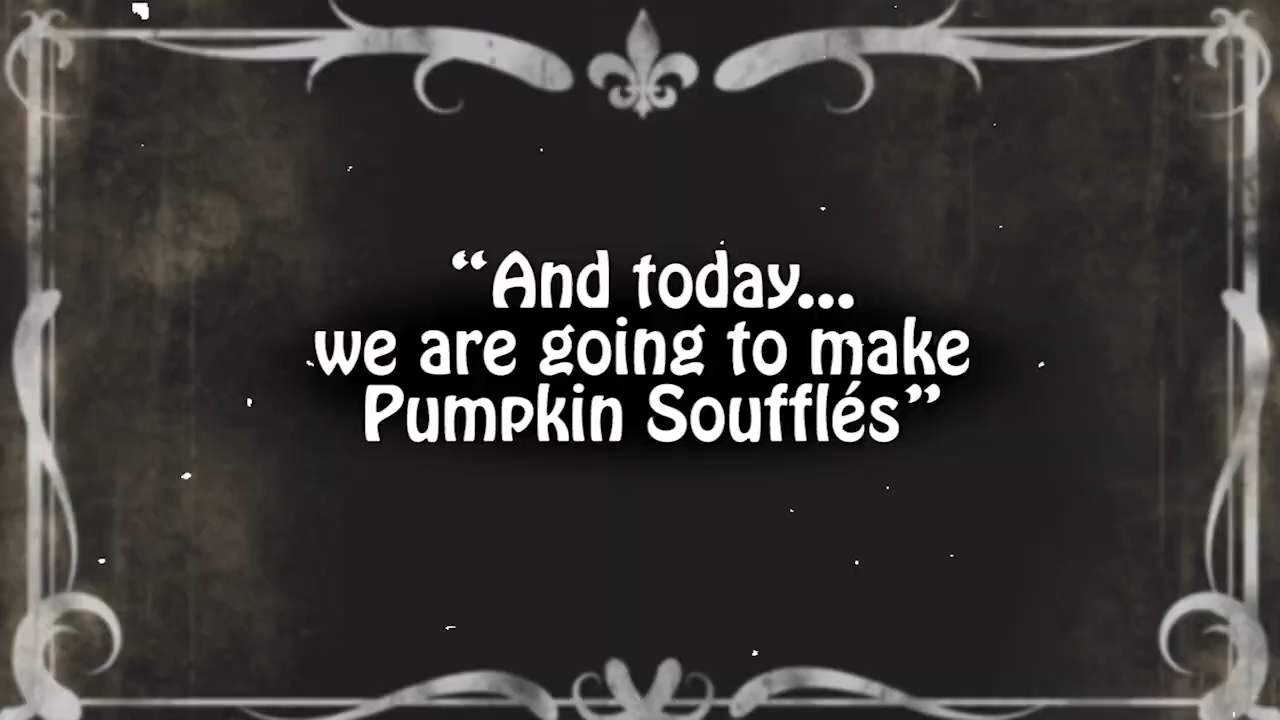 “And today...
we are going to make
Pumpkin Soufflés”